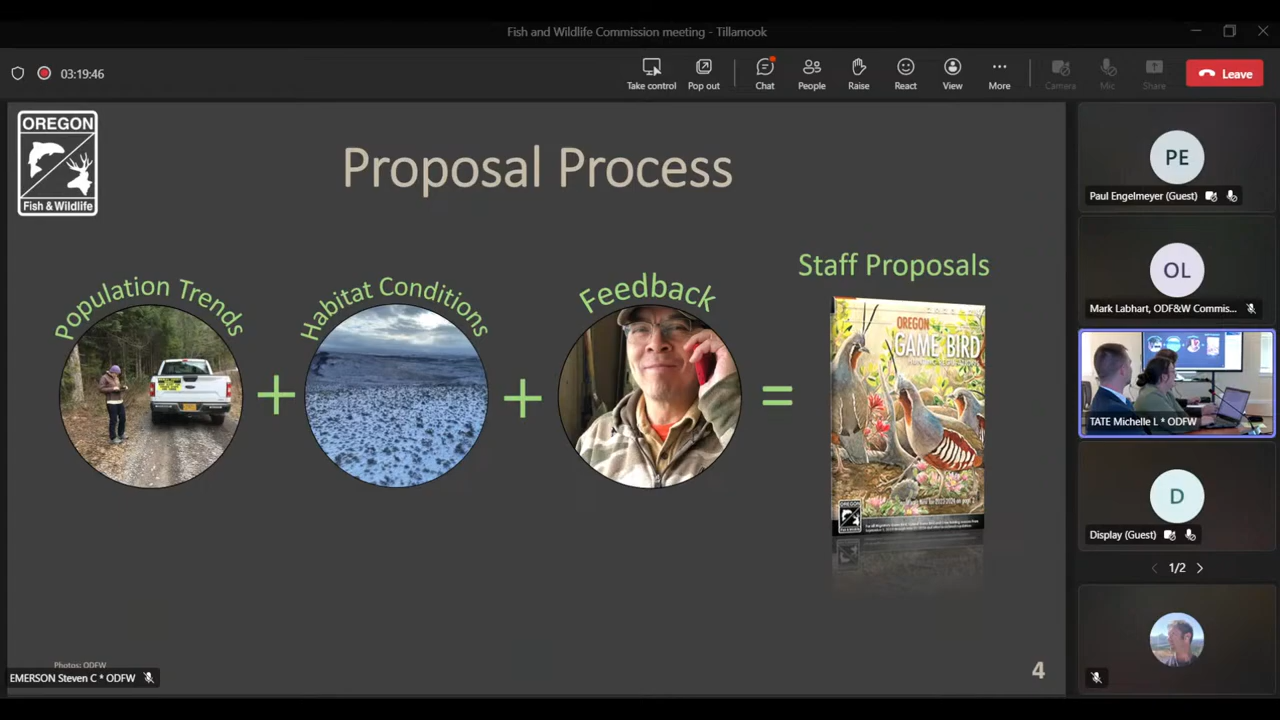 Fish and Wildlife Commission meeting - Tillamook
03:19:46
Take control
Pop out
Chat
People
Raise
React
View
More
Camera
Mic
Share
Leave
OREGON
Fish & Wildlife
Proposal Process
Population Trends
Habitat Conditions
Feedback
Staff Proposals
+
+
=
OREGON
GAME BIRD
Photos: ODFW
EMERSON Steven C * ODFW
4
PE
Paul Engelmeyer (Guest)
OL
Mark Labhart, ODF&W Commis...
TATE Michelle L * ODFW
D
Display (Guest)
1/2